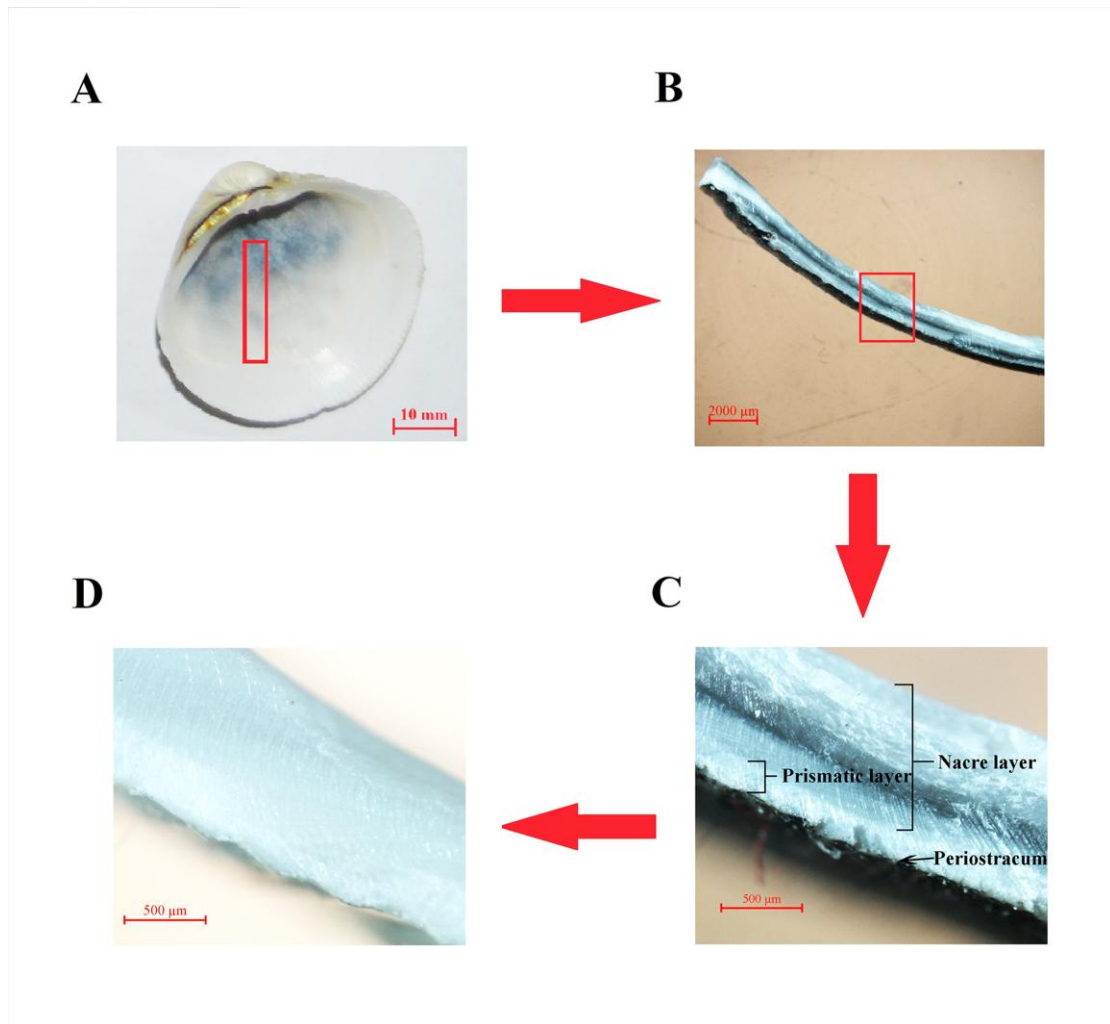 A
B
10 mm
2000 μm
D
C
Nacre layer
Prismatic layer
Periostracum
500 μm
500 μm